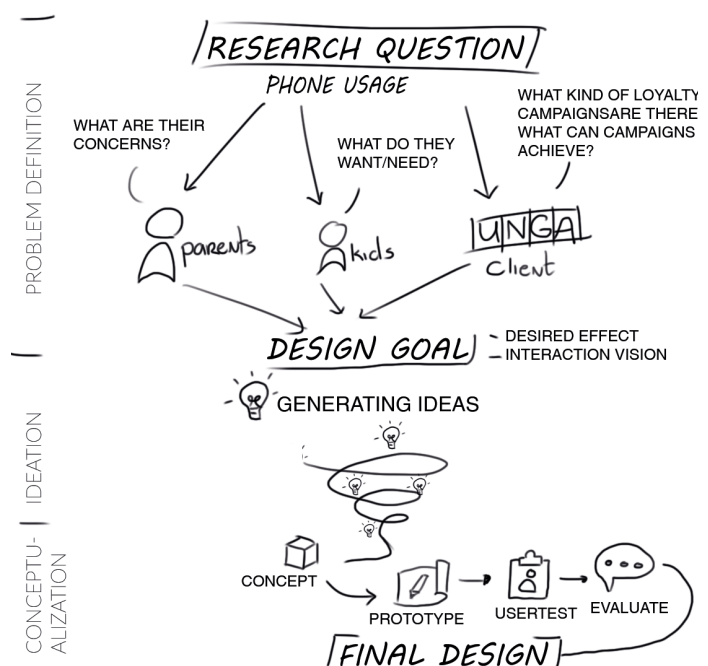 RESEARCH QUESTION
PHONE USAGE
WHAT ARE THEIR
CONCERNS?
WHAT DO THEY
WANT/NEED?
WHAT KIND OF LOYALTY
CAMPAIGNSARE THERE
WHAT CAN CAMPAIGNS
ACHIEVE?
parents
kids
UNGA
Client
PROBLEM DEFINITION
DESIGN GOAL
- DESIRED EFFECT
- INTERACTION VISION
GENERATING IDEAS
IDEATION
CONCEPT
PROTOTYPE
USERTEST
EVALUATE
CONCEPTU-
ALIZATION
FINAL DESIGN